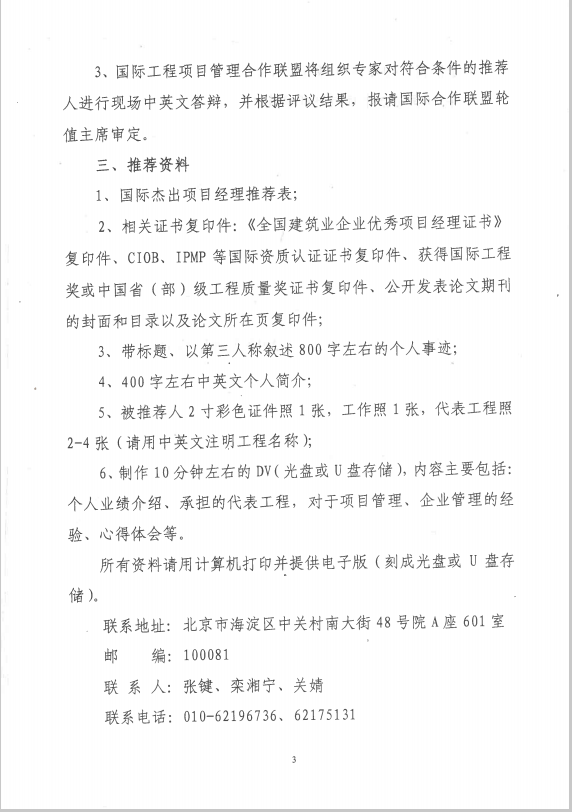 3、国际工程项目管理合作联盟将组织专家对符合条件的推荐
人进行现场中英文答辩，并根据评议结果，报请国际合作联盟轮
值主席审定。
三、推荐资料
1、国际杰出项目经理推荐表；
2、相关证书复印件：《全国建筑业企业优秀项目经理证书》
复印件、CIOB、IPMP 等国际资质认证证书复印件、获得国际工程
奖或中国省（部）级工程质量奖证书复印件、公开发表论文期刊
的封面和目录以及论文所在页复印件；
3、带标题、以第三人称叙述 800 字左右的个人事迹；
4、400 字左右中英文个人简介；
5、被推荐人 2 寸彩色证件照 1 张，工作照 1 张，代表工程照
2-4 张（请用中英文注明工程名称）；
6、制作 10 分钟左右的 DV（光盘或 U 盘存储），内容主要包括：
个人业绩介绍、承担的代表工程，对于项目管理、企业管理的经
验、心得体会等。
所有资料请用计算机打印并提供电子版（刻成光盘或 U 盘存
储）。
联系地址：北京市海淀区中关村南大街 48 号院 A 座 601 室
邮 编：100081
联 系 人：张键、栾湘宁、关婧
联系电话：010-62196736、62175131
3